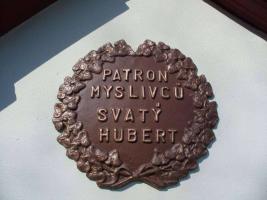 PATRON
MYSLIVCŮ
SVATÝ
HUBERT